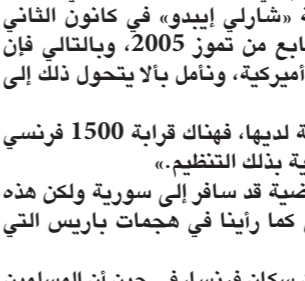 «شارلي إيبدو» في كانون الثاني
ابع من تموز 2005، وبالتالي فإن
أميركية، ونأمل بألا يتحول ذلك إلى
ة لديها، فهناك قرابة 1500 فرنسي
ية بذلك التنظيم.»
ضية قد سافر إلى سورية ولكن هذه
كما رأينا في هجمات باريس التي
سكان فرنسا، في حين أن المسلمين